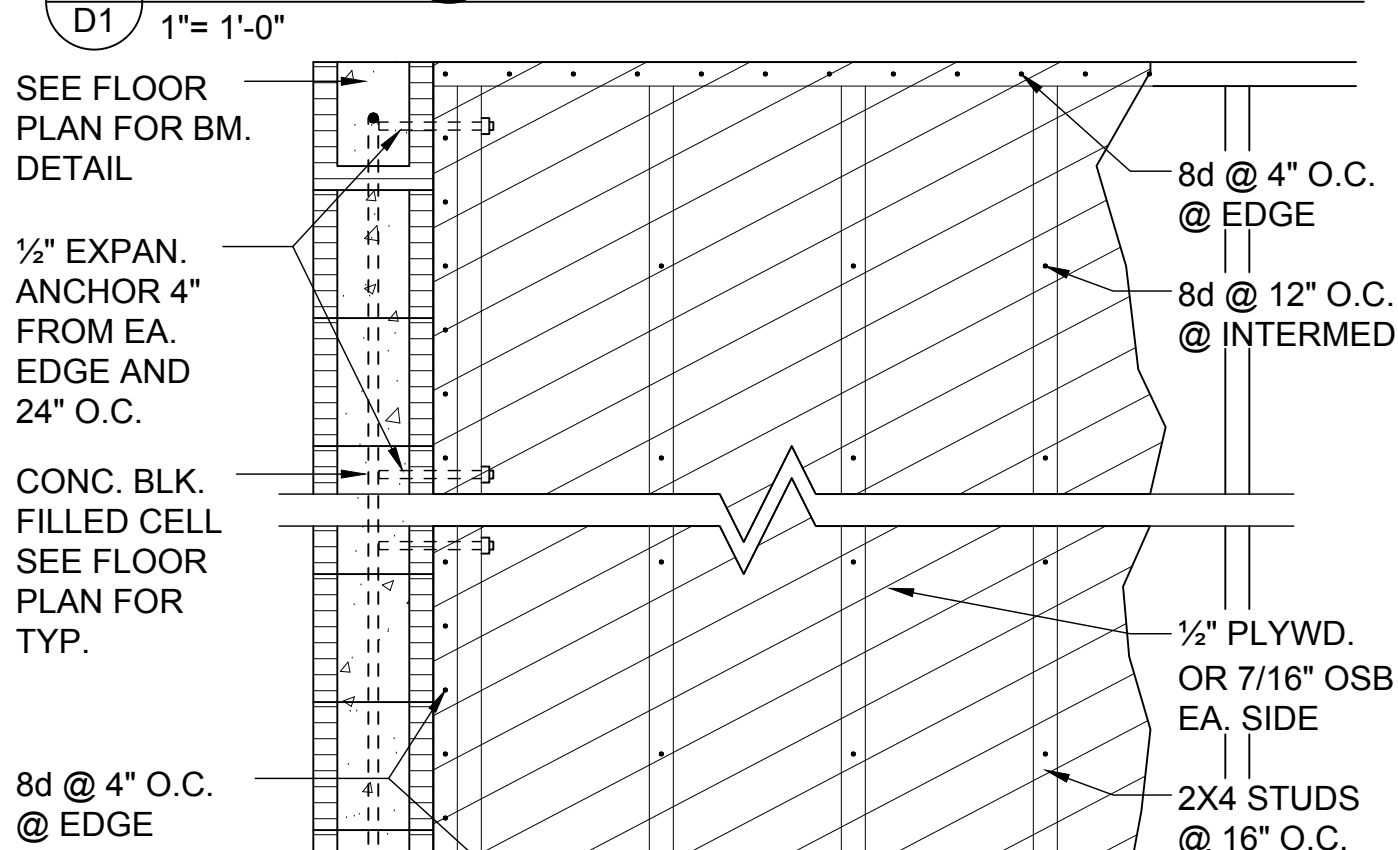 D1
1"= 1'-0"
SEE FLOOR
PLAN FOR BM.
DETAIL
½" EXPAN.
ANCHOR 4"
FROM EA.
EDGE AND
24" O.C.
CONC. BLK.
FILLED CELL
SEE FLOOR
PLAN FOR
TYP.
8d @ 4" O.C.
@ EDGE
8d @ 4" O.C.
@ EDGE
8d @ 12" O.C.
@ INTERMED
½" PLYWD.
OR 7/16" OSB
EA. SIDE
2X4 STUDS
@ 16" O.C.